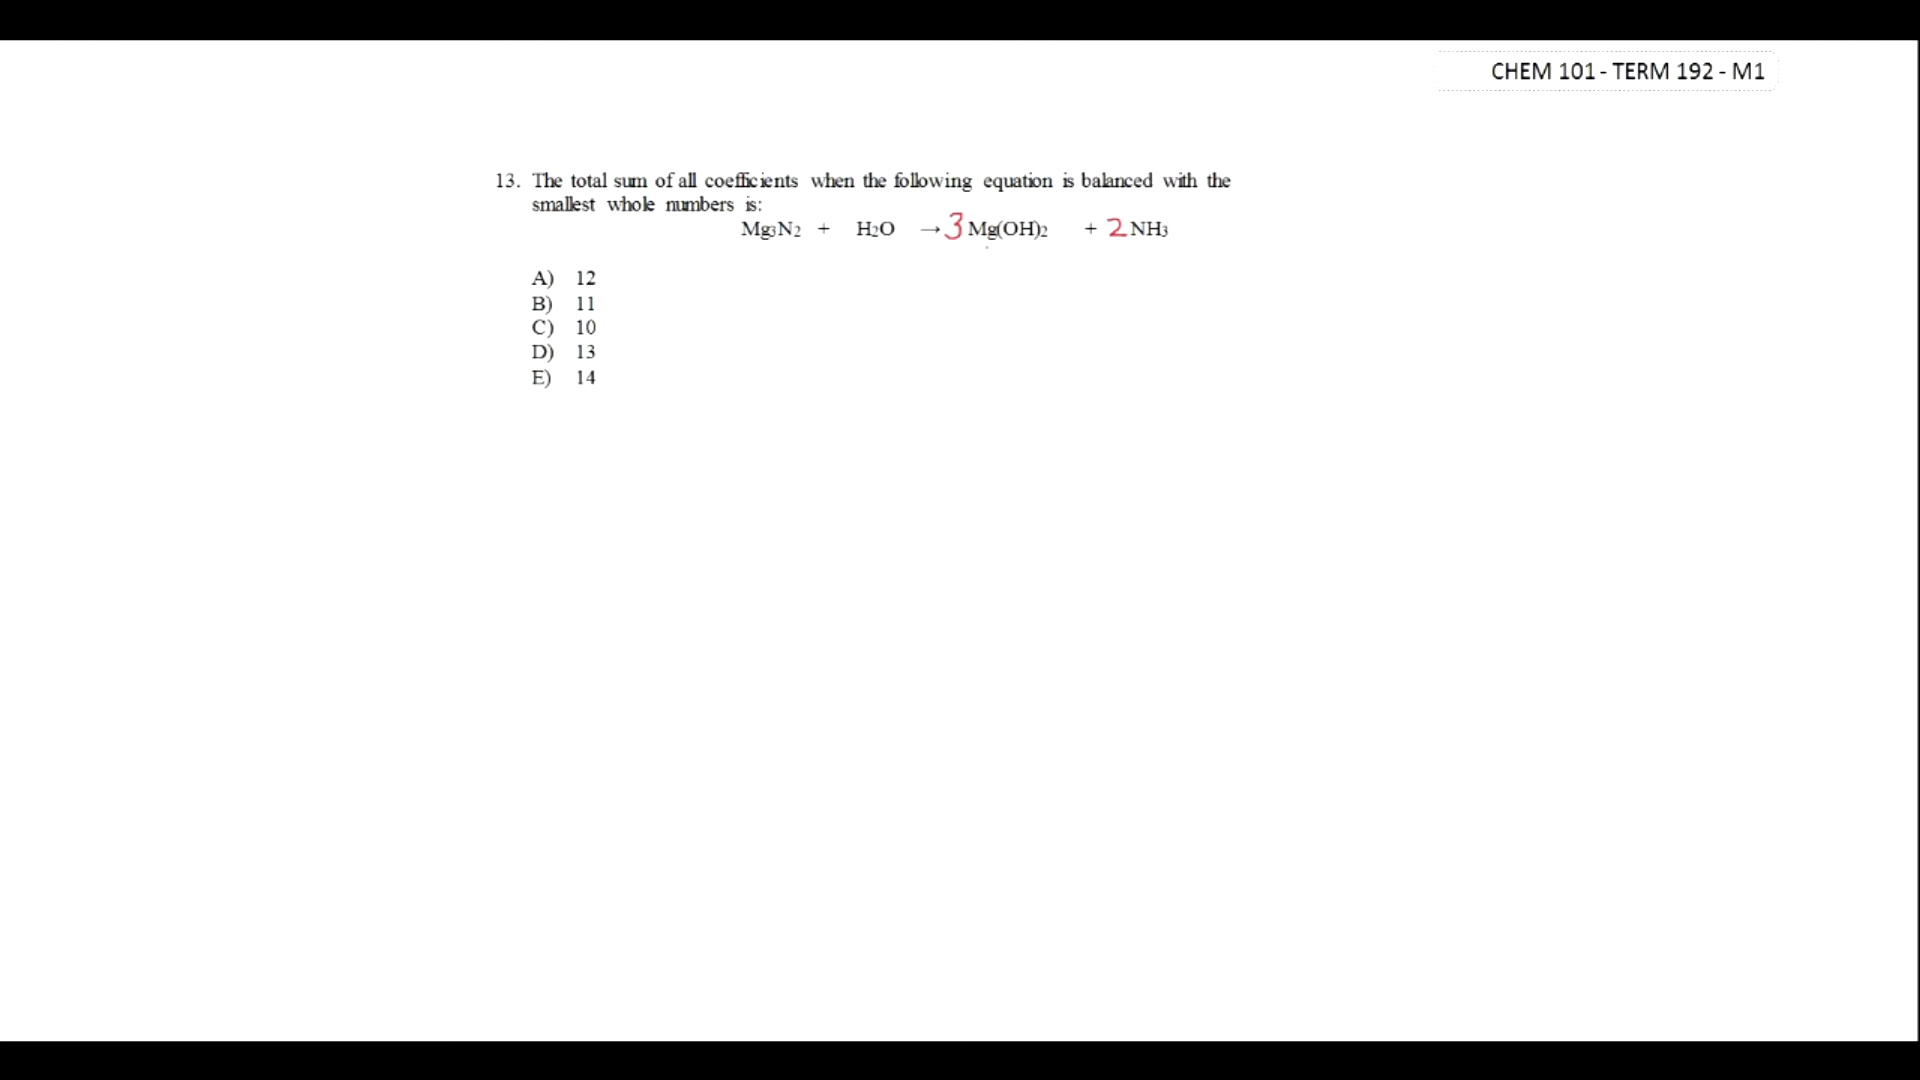 CHEM 101 - TERM 192 - M1
13. The total sum of all coefficients when the following equation is balanced with the
smallest whole numbers is:
Mg3N2 + H2O → 3 Mg(OH)2 + 2 NH3
A) 12
B) 11
C) 10
D) 13
E) 14